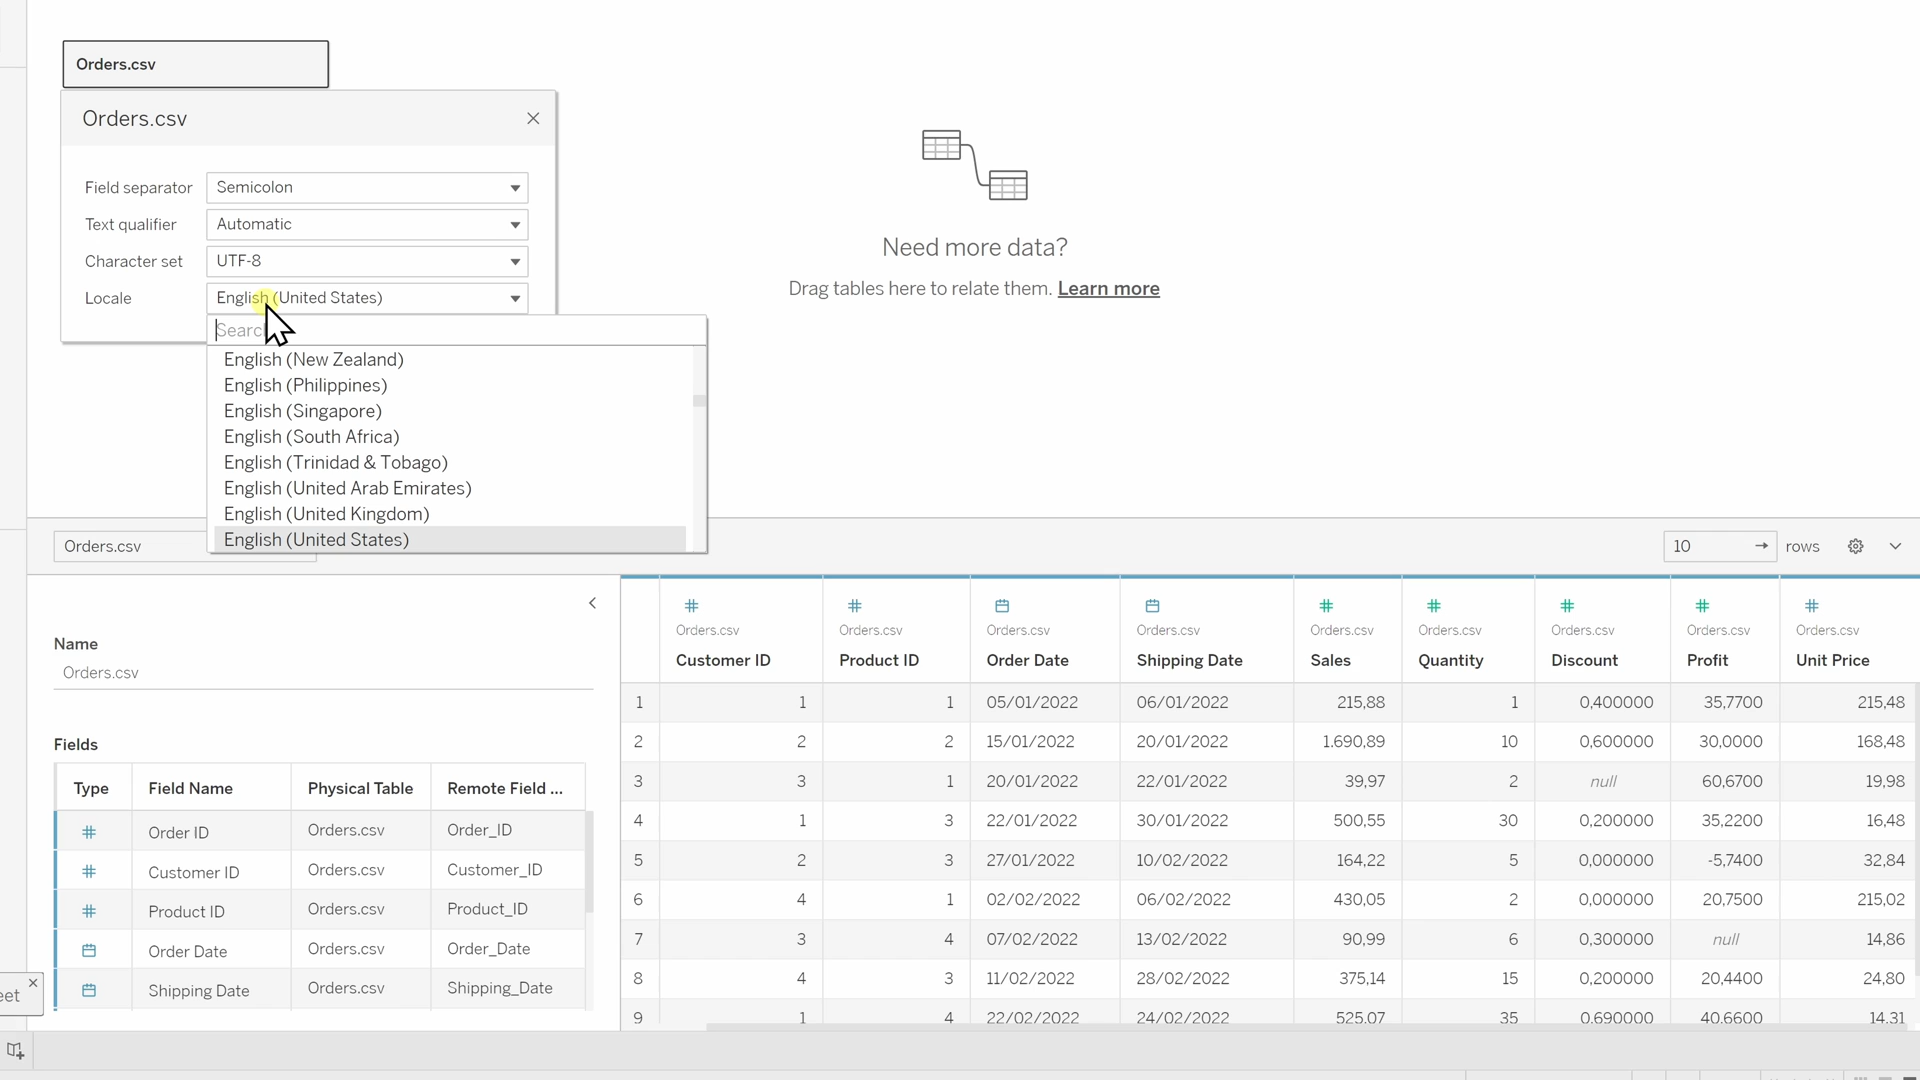 Orders.csv
Orders.csv
Field separator Semicolon
Text qualifier Automatic
Character set UTF-8
Locale English (United States)
English (New Zealand)
English (Philippines)
English (Singapore)
English (South Africa)
English (Trinidad & Tobago)
English (United Arab Emirates)
English (United Kingdom)
English (United States)
Need more data?
Drag tables here to relate them. Learn more
Orders.csv
10 rows
Name
Orders.csv
Fields
Type Field Name Physical Table Remote Field ...
Order ID Orders.csv Order_ID
Customer ID Orders.csv Customer_ID
Product ID Orders.csv Product_ID
Order Date Orders.csv Order_Date
Shipping Date Orders.csv Shipping_Date
Orders.csv Orders.csv Orders.csv Orders.csv Orders.csv Orders.csv Orders.csv Orders.csv Orders.csv
Customer ID Product ID Order Date Shipping Date Sales Quantity Discount Profit Unit Price
1 1 1 05/01/2022 06/01/2022 215,88 1 0,400000 35,7700 215,48
2 2 2 15/01/2022 20/01/2022 1.690,89 10 0,600000 30,0000 168,48
3 3 1 20/01/2022 22/01/2022 39,97 2 null 60,6700 19,98
4 1 3 22/01/2022 30/01/2022 500,55 30 0,200000 35,2200 16,48
5 2 3 27/01/2022 10/02/2022 164,22 5 0,000000 -5,7400 32,84
6 4 1 02/02/2022 06/02/2022 430,05 2 0,000000 20,7500 215,02
7 3 4 07/02/2022 13/02/2022 90,99 6 0,300000 null 14,86
8 4 3 11/02/2022 28/02/2022 375,14 15 0,200000 20,4400 24,80
9 1 4 22/02/2022 24/02/2022 525,07 35 0,690000 40,6600 14,31